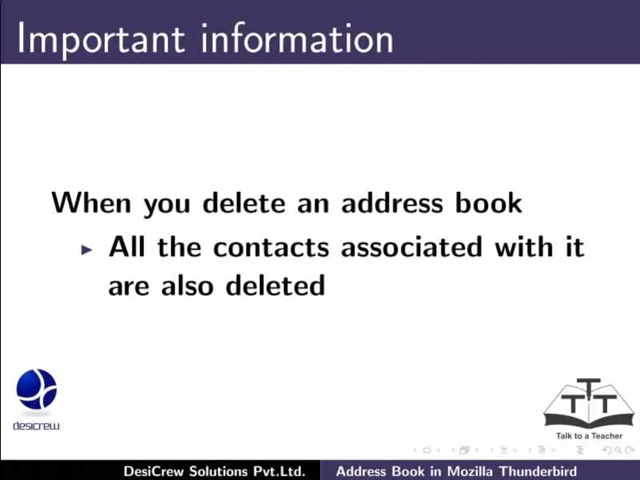 Important information
When you delete an address book
All the contacts associated with it
are also deleted
desicrew
T T T
Talk to a Teacher
DesiCrew Solutions Pvt.Ltd. Address Book in Mozilla Thunderbird